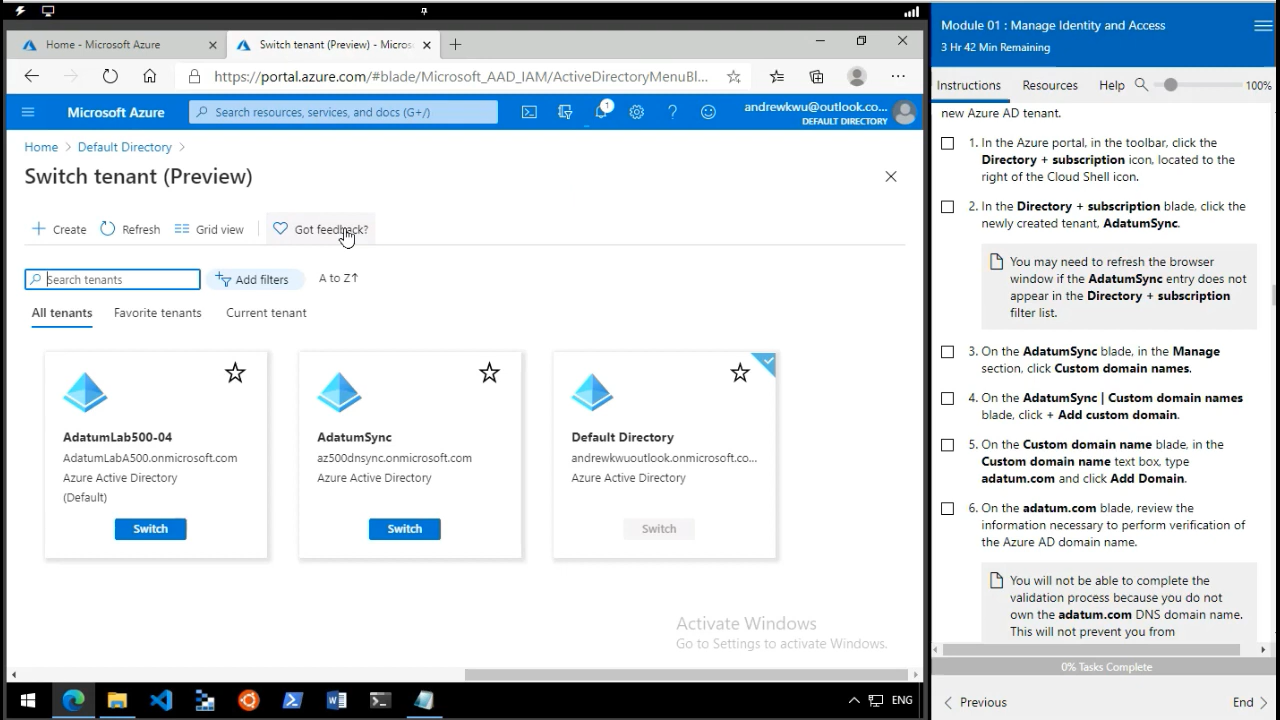 Home - Microsoft Azure
Switch tenant (Preview) - Micros
https://portal.azure.com/#blade/Microsoft_AAD_IAM/ActiveDirectoryMenuBl...
Microsoft Azure
Search resources, services, and docs (G+/)
1
andrewkwu@outlook.co...
DEFAULT DIRECTORY
Home > Default Directory >
Switch tenant (Preview)
Create
Refresh
Grid view
Got feedback?
Search tenants
Add filters
A to Z↑
All tenants
Favorite tenants
Current tenant
AdatumLab500-04
AdatumLabA500.onmicrosoft.com
Azure Active Directory
(Default)
Switch
AdatumSync
az500dnsync.onmicrosoft.com
Azure Active Directory
Switch
Default Directory
andrewkwuoutlook.onmicrosoft.co...
Azure Active Directory
Switch
Activate Windows
Go to Settings to activate Windows.
ENG
Module 01 : Manage Identity and Access
3 Hr 42 Min Remaining
Instructions
Resources
Help
100%
new Azure AD tenant.
1. In the Azure portal, in the toolbar, click the
Directory + subscription icon, located to the
right of the Cloud Shell icon.
2. In the Directory + subscription blade, click the
newly created tenant, AdatumSync.
You may need to refresh the browser
window if the AdatumSync entry does not
appear in the Directory + subscription
filter list.
3. On the AdatumSync blade, in the Manage
section, click Custom domain names.
4. On the AdatumSync | Custom domain names
blade, click + Add custom domain.
5. On the Custom domain name blade, in the
Custom domain name text box, type
adatum.com and click Add Domain.
6. On the adatum.com blade, review the
information necessary to perform verification of
the Azure AD domain name.
You will not be able to complete the
validation process because you do not
own the adatum.com DNS domain name.
This will not prevent you from
0% Tasks Complete
Previous
End